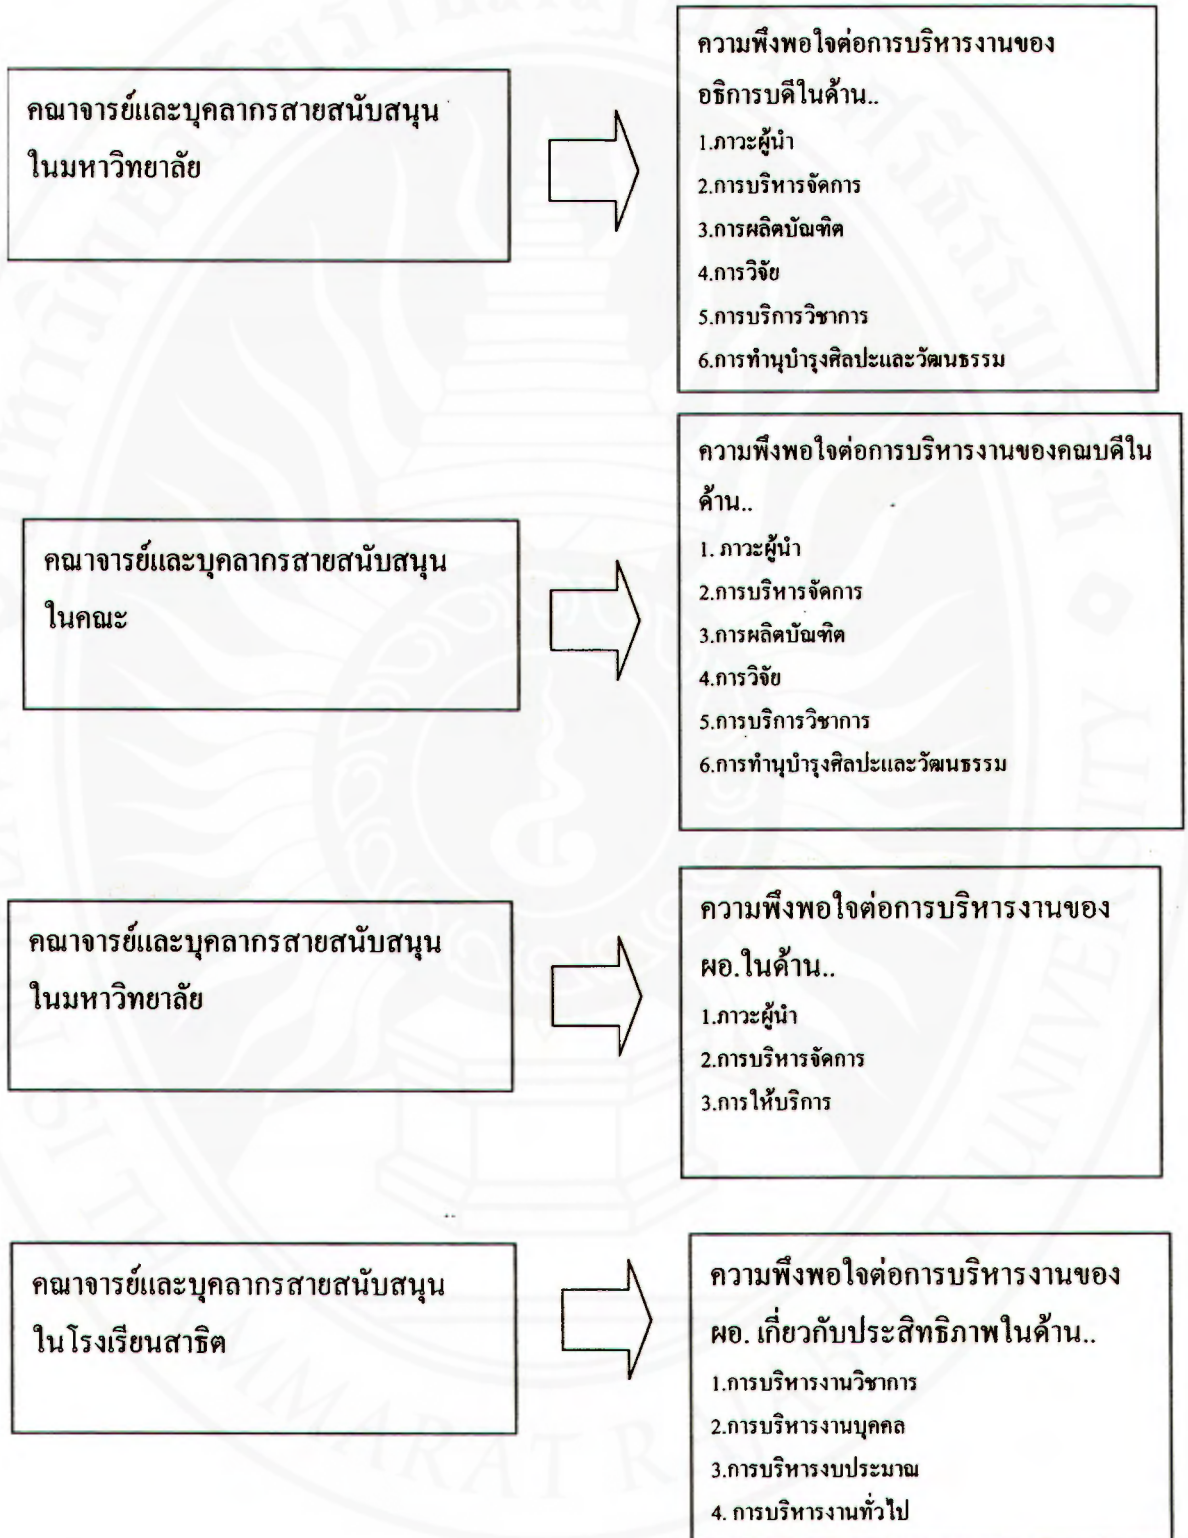 คณาจารย์และบุคลากรสายสนับสนุน
ในมหาวิทยาลัย
ความพึงพอใจต่อการบริหารงานของ
อธิการบดีในด้าน..
1.ภาวะผู้นำ
2.การบริหารจัดการ
3.การผลิตบัณฑิต
4.การวิจัย
5.การบริการวิชาการ
6.การทำนุบำรุงศิลปะและวัฒนธรรม
คณาจารย์และบุคลากรสายสนับสนุน
ในคณะ
ความพึงพอใจต่อการบริหารงานของคณบดีใน
ด้าน..
1. ภาวะผู้นำ
2.การบริหารจัดการ
3.การผลิตบัณฑิต
4.การวิจัย
5.การบริการวิชาการ
6.การทำนุบำรุงศิลปะและวัฒนธรรม
คณาจารย์และบุคลากรสายสนับสนุน
ในมหาวิทยาลัย
ความพึงพอใจต่อการบริหารงานของ
ผอ.ในด้าน..
1.ภาวะผู้นำ
2.การบริหารจัดการ
3.การให้บริการ
คณาจารย์และบุคลากรสายสนับสนุน
ในโรงเรียนสาธิต
ความพึงพอใจต่อการบริหารงานของ
ผอ. เกี่ยวกับประสิทธิภาพในด้าน..
1.การบริหารงานวิชาการ
2.การบริหารงานบุคคล
3.การบริหารงบประมาณ
4. การบริหารงานทั่วไป